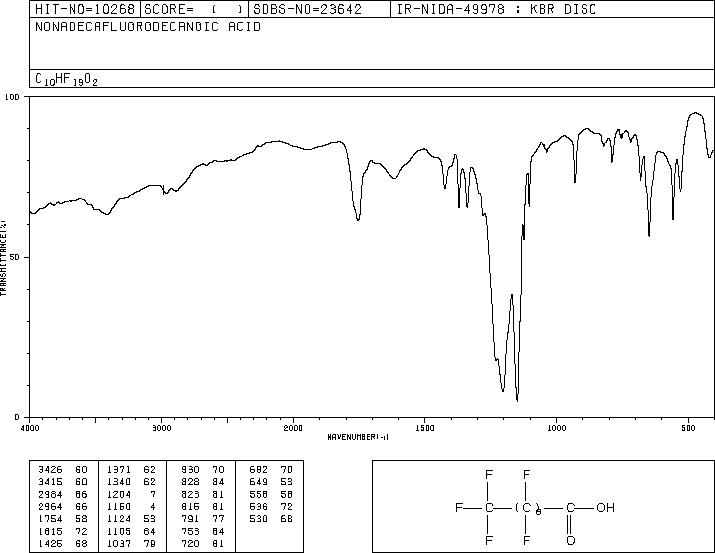 HIT-NO=10268 SCORE= ( ) SDBS-NO=23642 IR-NIDA-49978 : KBR DISC
NONADECAFLUORODECANOIC ACID
C10HF19O2
100
50
0
TRANSMITTANCE(%)
4000 3000 2000 1500 1000 500
WAVENUMBER(-1)
3426 60 1371 62 930 70 682 70
3415 60 1340 62 828 84 649 53
2984 86 1204 7 823 81 558 58
2964 66 1150 4 815 81 536 72
1754 58 1124 53 791 77 530 68
1615 72 1105 64 753 84
1425 68 1037 79 720 81
F F
F C (C)8 C OH
F F O